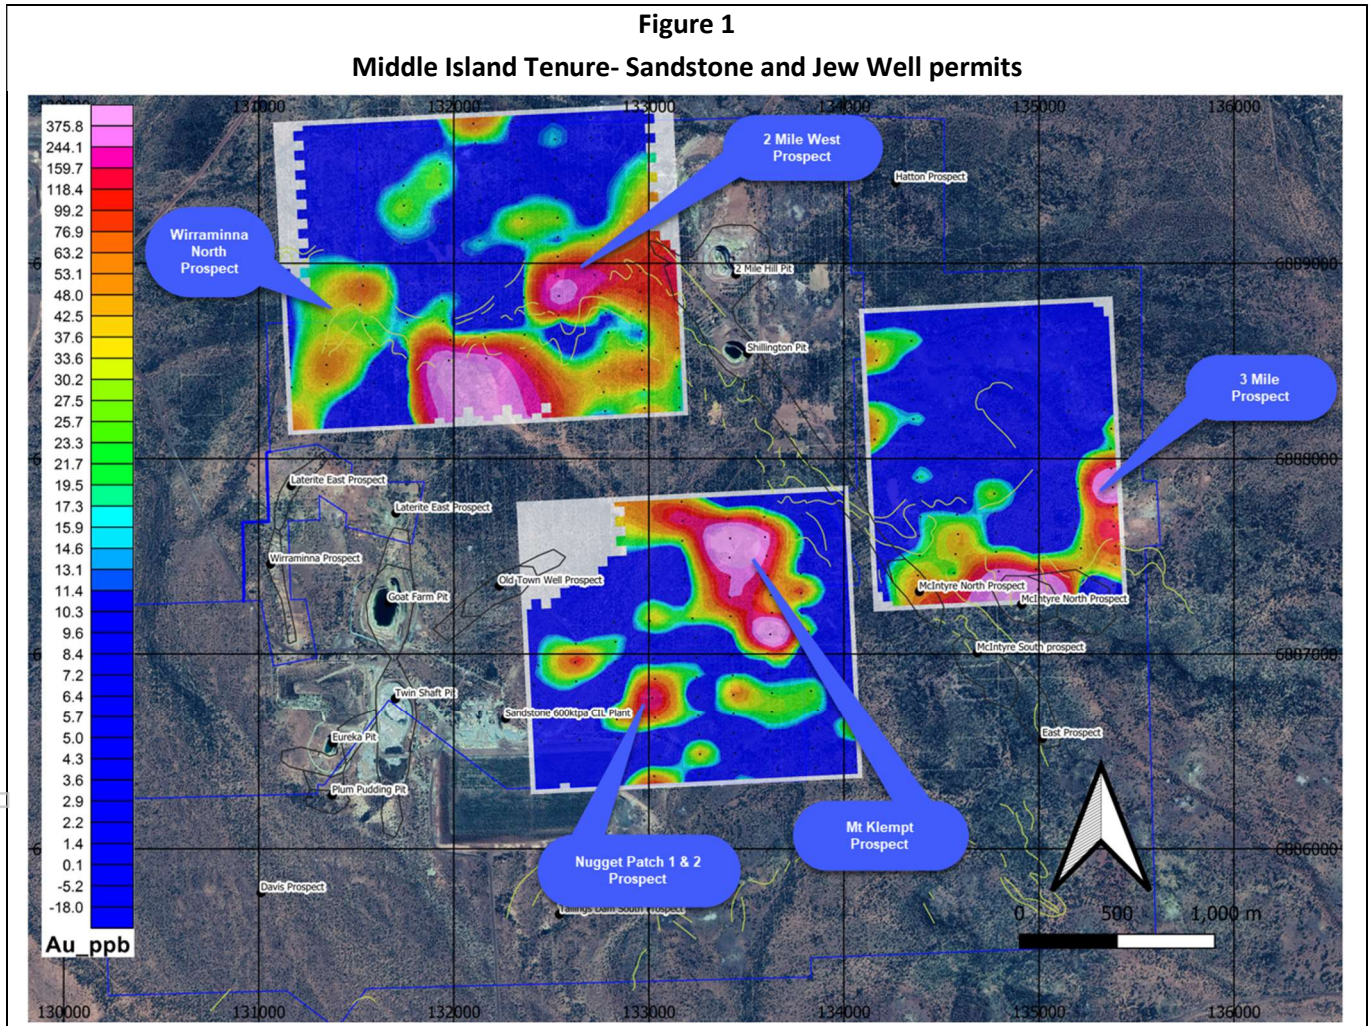 Figure 1
Middle Island Tenure- Sandstone and Jew Well permits
131000
132000
133000
134000
135000
136000
375.8
244.1
159.7
118.4
99.2
76.9
63.2
53.1
48.0
42.5
37.6
33.6
30.2
27.5
25.7
23.3
21.7
19.5
17.3
15.9
14.6
13.1
11.4
10.3
9.6
8.4
7.2
6.4
5.7
5.0
4.3
3.6
2.9
2.2
1.4
0.1
-5.2
-18.0
Au_ppb
2 Mile West
Prospect
Hatton Prospect
Wirraminna
North
Prospect
6889000
2 Mile Hill Pit
Shillington Pit
3 Mile
Prospect
6888000
Laterite East Prospect
Laterite East Prospect
Wirraminna Prospect
Old Town Well Prospect
Goat Farm Pit
McIntyre North Prospect
McIntyre North Prospect
McIntyre South prospect
6887000
Twin Shaft Pit
Sandstone 600ktpa CIL Plant
Eureka Pit
East Prospect
Plum Pudding Pit
Mt Klempt
Prospect
6886000
Nugget Patch 1 & 2
Prospect
Davis Prospect
Tailings Dam South Prospect
0
500
1,000 m
130000
131000
132000
133000
134000
135000
136000